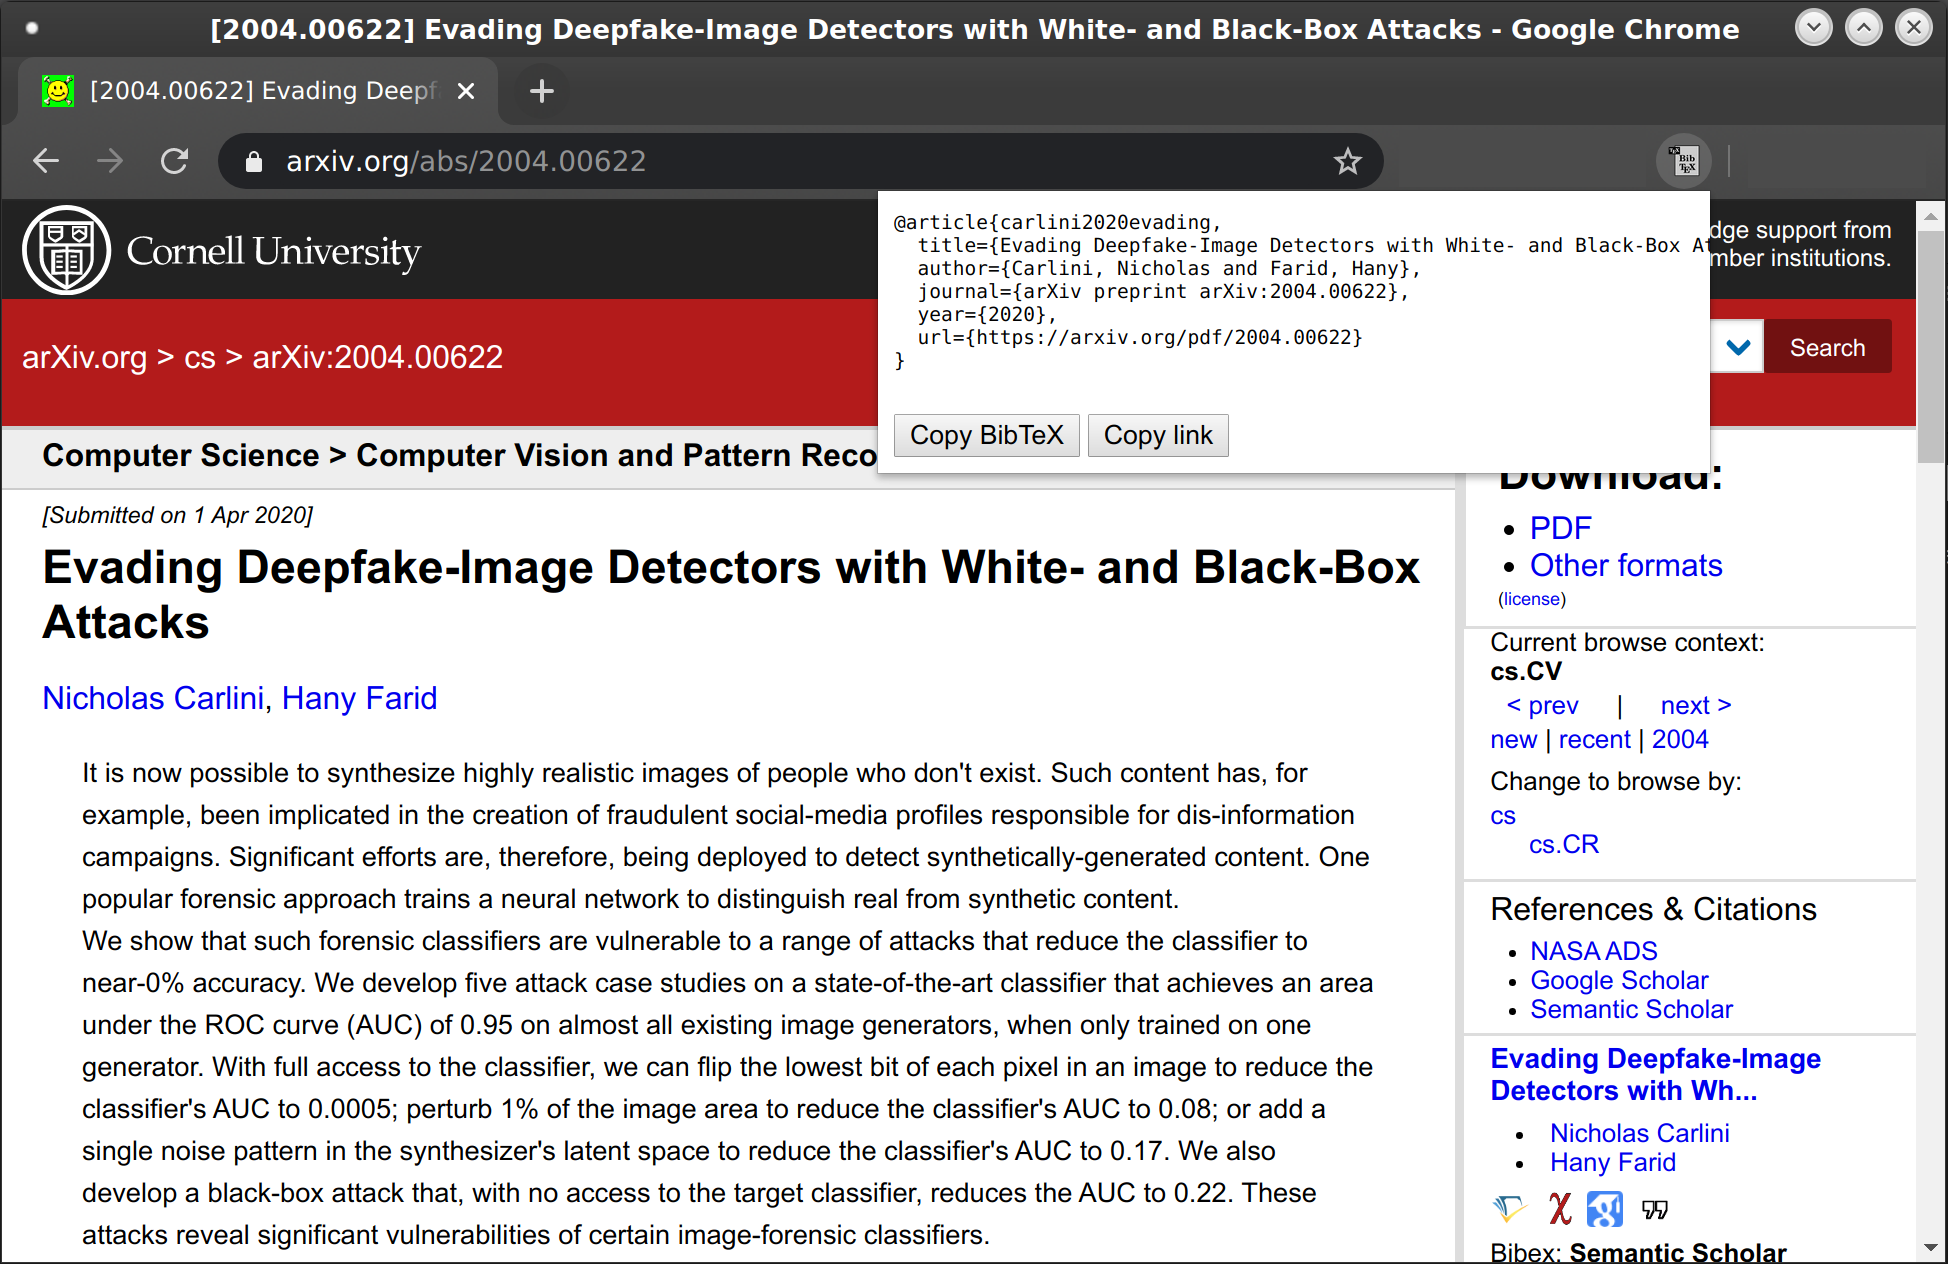 [2004.00622] Evading Deepfake-Image Detectors with White- and Black-Box Attacks - Google Chrome
[2004.00622] Evading Deepf
arxiv.org/abs/2004.00622
BibTeX
Cornell University
dge support from
mber institutions.
@article{carlini2020evading,
title={Evading Deepfake-Image Detectors with White- and Black-Box At
author={Carlini, Nicholas and Farid, Hany},
journal={arXiv preprint arXiv:2004.00622},
year={2020},
url={https://arxiv.org/pdf/2004.00622}
}
Copy BibTeX Copy link
arXiv.org > cs > arXiv:2004.00622
Search
Computer Science > Computer Vision and Pattern Reco
[Submitted on 1 Apr 2020]
Evading Deepfake-Image Detectors with White- and Black-Box
Attacks
Nicholas Carlini, Hany Farid
It is now possible to synthesize highly realistic images of people who don't exist. Such content has, for
example, been implicated in the creation of fraudulent social-media profiles responsible for dis-information
campaigns. Significant efforts are, therefore, being deployed to detect synthetically-generated content. One
popular forensic approach trains a neural network to distinguish real from synthetic content.
We show that such forensic classifiers are vulnerable to a range of attacks that reduce the classifier to
near-0% accuracy. We develop five attack case studies on a state-of-the-art classifier that achieves an area
under the ROC curve (AUC) of 0.95 on almost all existing image generators, when only trained on one
generator. With full access to the classifier, we can flip the lowest bit of each pixel in an image to reduce the
classifier's AUC to 0.0005; perturb 1% of the image area to reduce the classifier's AUC to 0.08; or add a
single noise pattern in the synthesizer's latent space to reduce the classifier's AUC to 0.17. We also
develop a black-box attack that, with no access to the target classifier, reduces the AUC to 0.22. These
attacks reveal significant vulnerabilities of certain image-forensic classifiers.
Download:
PDF
Other formats
(license)
Current browse context:
cs.CV
< prev | next >
new | recent | 2004
Change to browse by:
cs
cs.CR
References & Citations
NASA ADS
Google Scholar
Semantic Scholar
Evading Deepfake-Image
Detectors with Wh...
Nicholas Carlini
Hany Farid
Bibex: Semantic Scholar